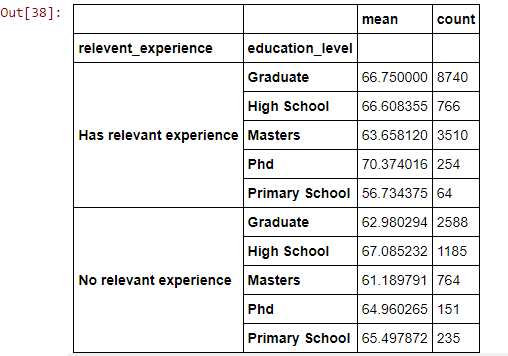 Out[38]:
mean count
relevent_experience education_level
Graduate 66.750000 8740
High School 66.608355 766
Has relevant experience Masters 63.658120 3510
Phd 70.374016 254
Primary School 56.734375 64
Graduate 62.980294 2588
High School 67.085232 1185
No relevant experience Masters 61.189791 764
Phd 64.960265 151
Primary School 65.497872 235